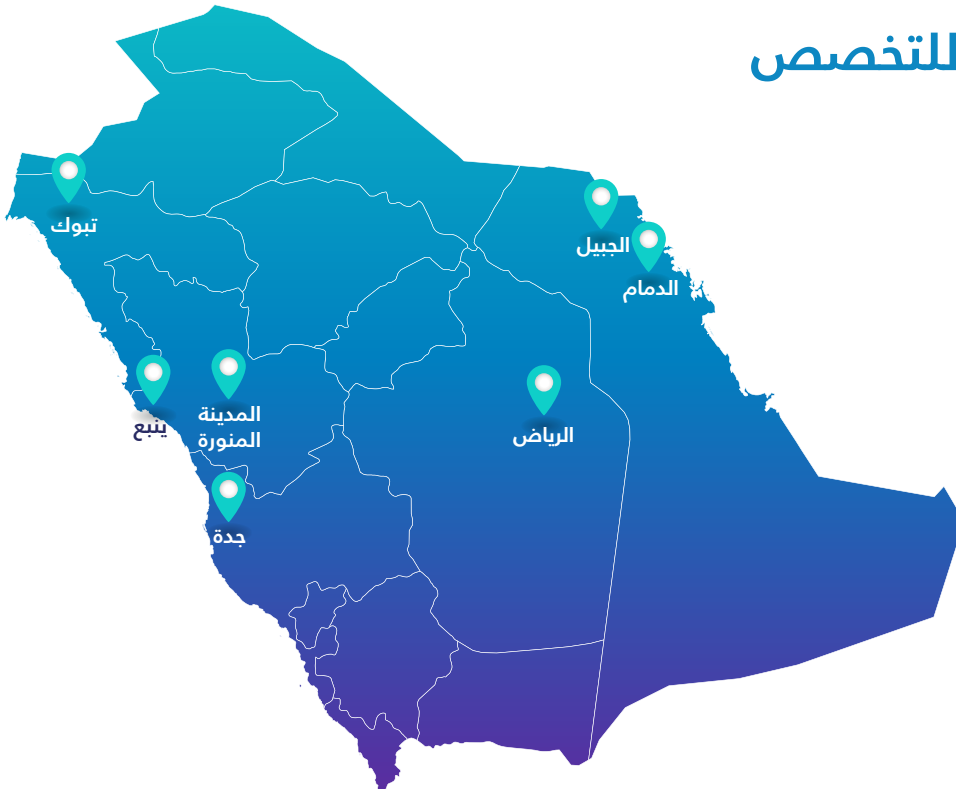 للتخصص
تبوك
الجبيل
الدمام
ينبع
المدينة
المنورة
الرياض
جدة